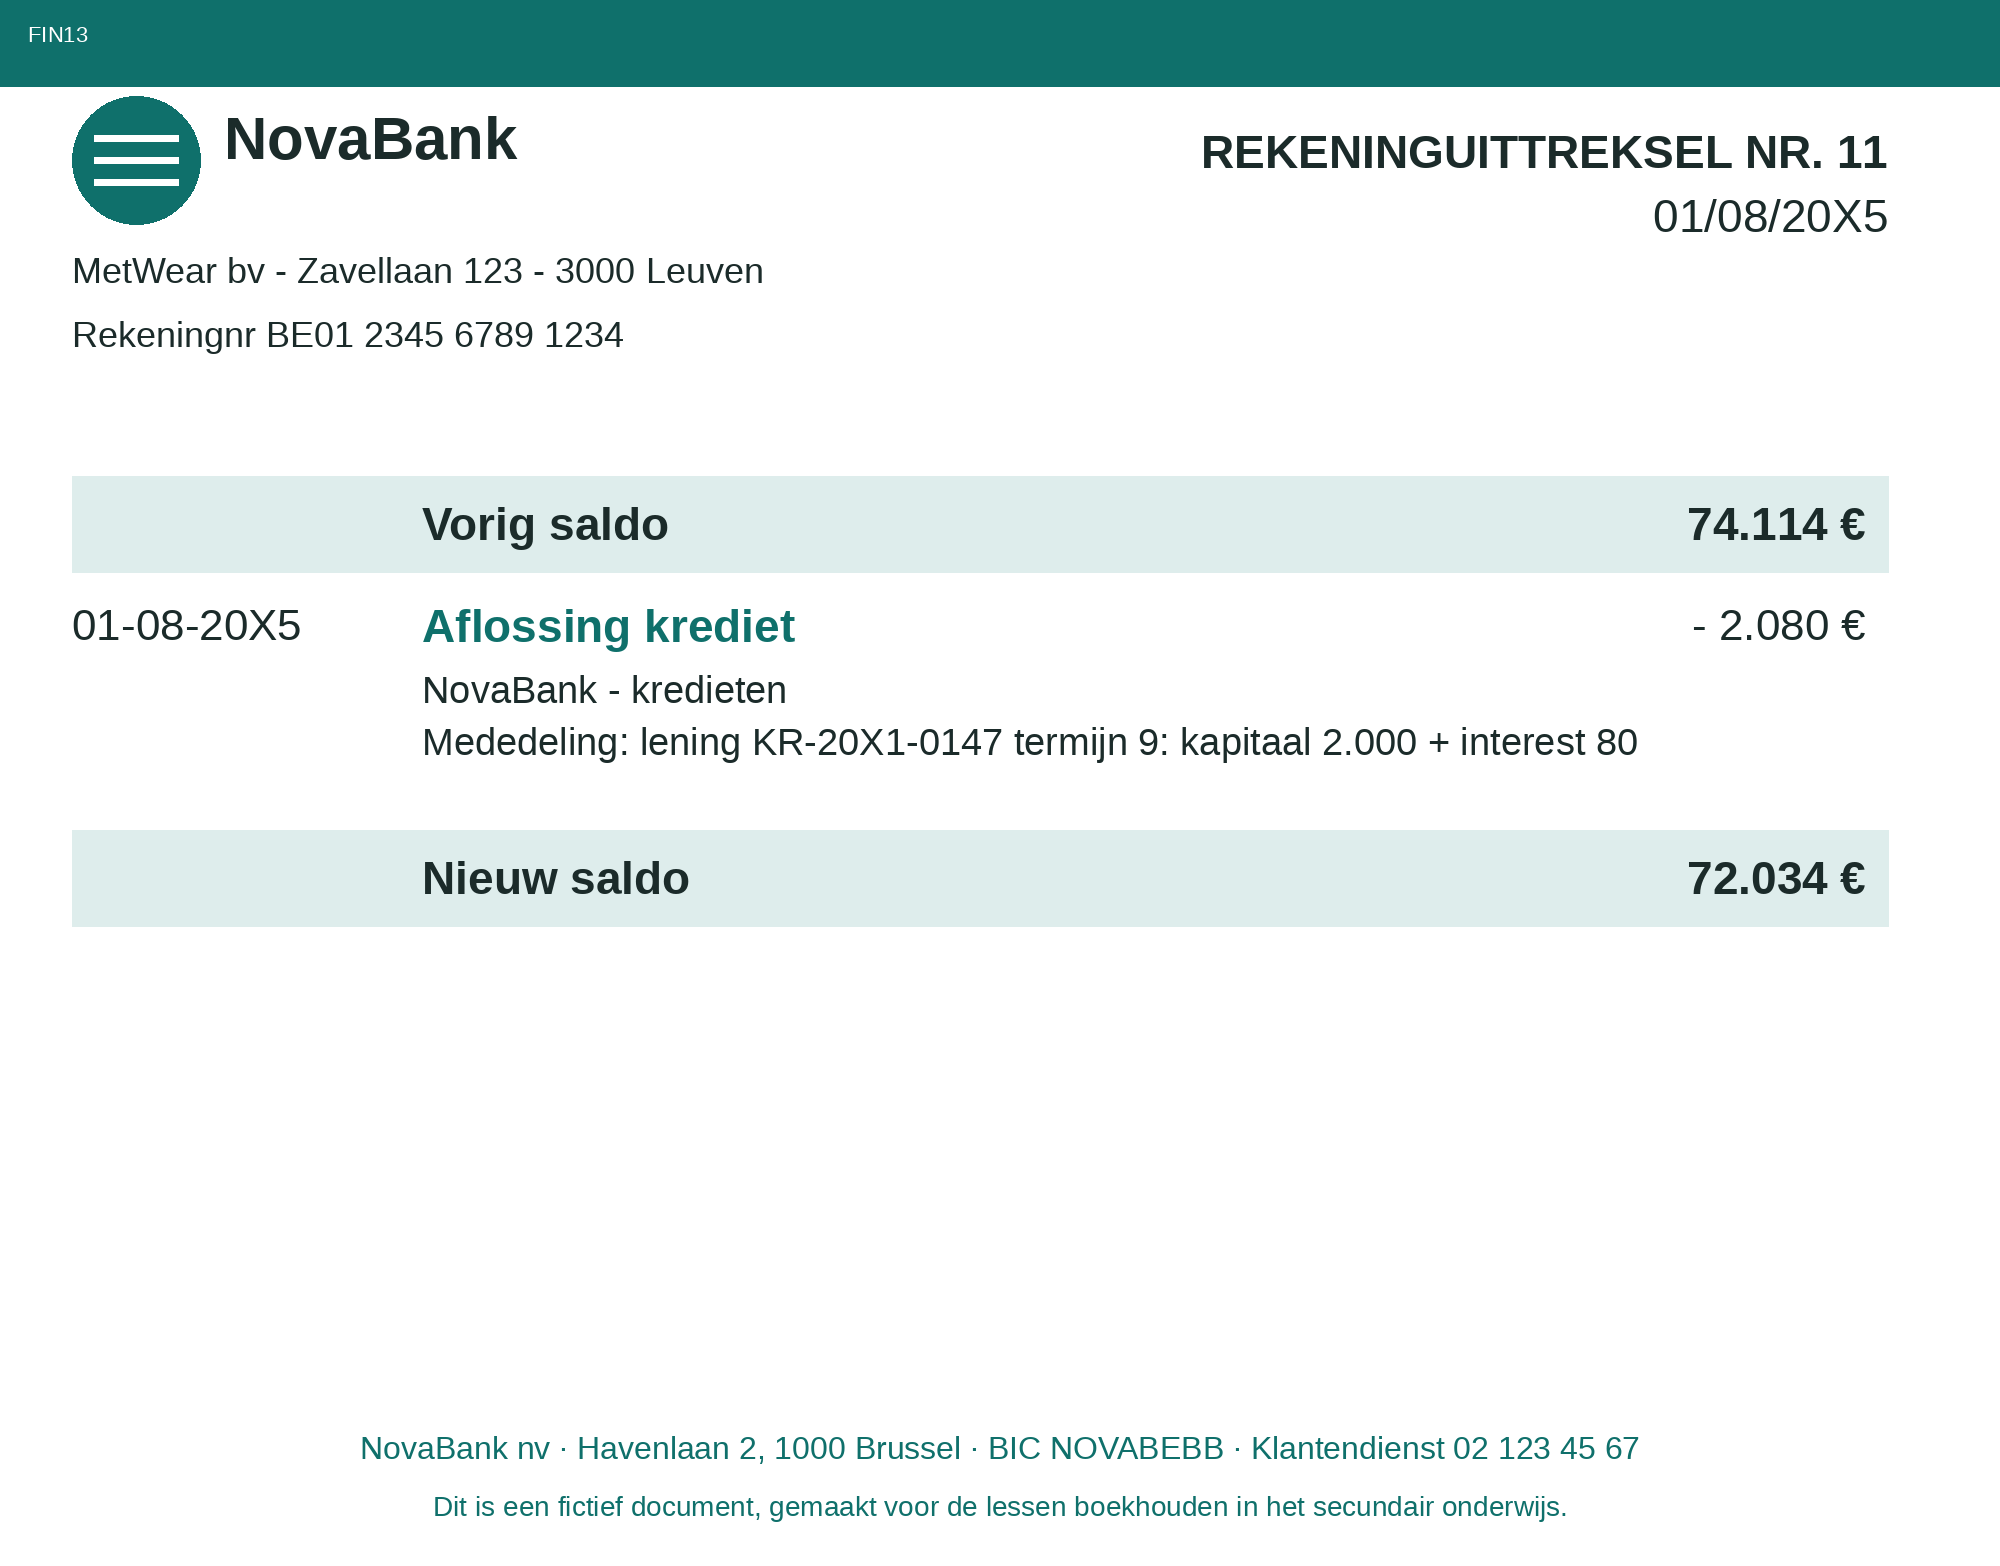 FIN13
NovaBank
REKENINGUITTREKSEL NR. 11
01/08/20X5
MetWear bv - Zavellaan 123 - 3000 Leuven
Rekeningnr BE01 2345 6789 1234
Vorig saldo 74.114 €
01-08-20X5 Aflossing krediet - 2.080 €
NovaBank - kredieten
Mededeling: lening KR-20X1-0147 termijn 9: kapitaal 2.000 + interest 80
Nieuw saldo 72.034 €
NovaBank nv · Havenlaan 2, 1000 Brussel · BIC NOVABEBB · Klantendienst 02 123 45 67
Dit is een fictief document, gemaakt voor de lessen boekhouden in het secundair onderwijs.